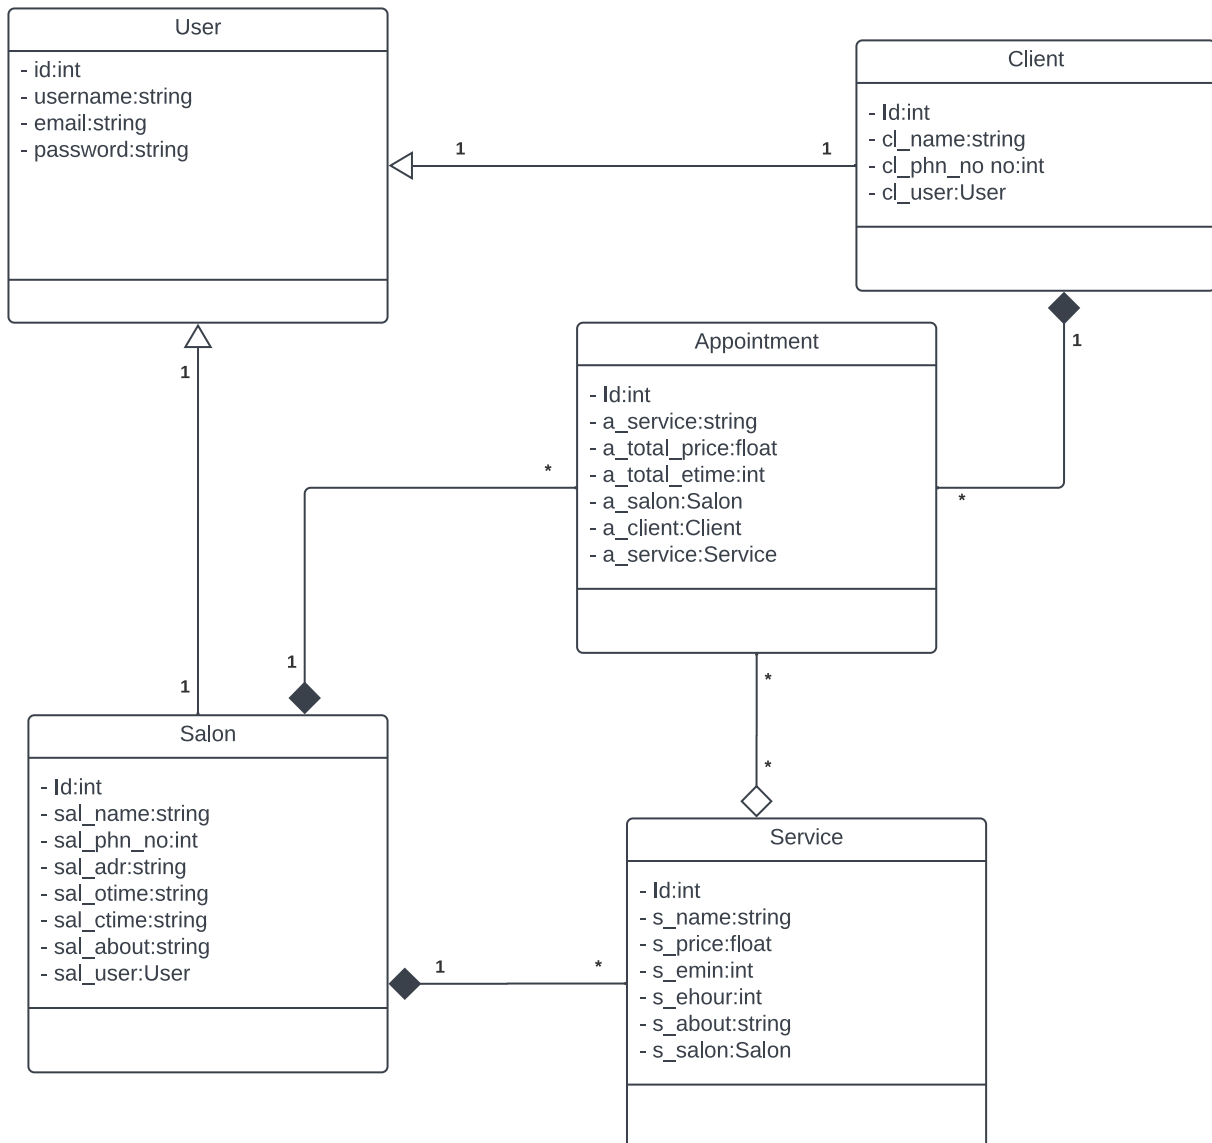 User
- id:int
- username:string
- email:string
- password:string
Client
- Id:int
- cl_name:string
- cl_phn_no no:int
- cl_user:User
1
1
1
1
Appointment
- Id:int
- a_service:string
- a_total_price:float
- a_total_etime:int
- a_salon:Salon
- a_client:Client
- a_service:Service
*
*
1
1
*
*
Salon
- Id:int
- sal_name:string
- sal_phn_no:int
- sal_adr:string
- sal_otime:string
- sal_ctime:string
- sal_about:string
- sal_user:User
1
*
Service
- Id:int
- s_name:string
- s_price:float
- s_emin:int
- s_ehour:int
- s_about:string
- s_salon:Salon